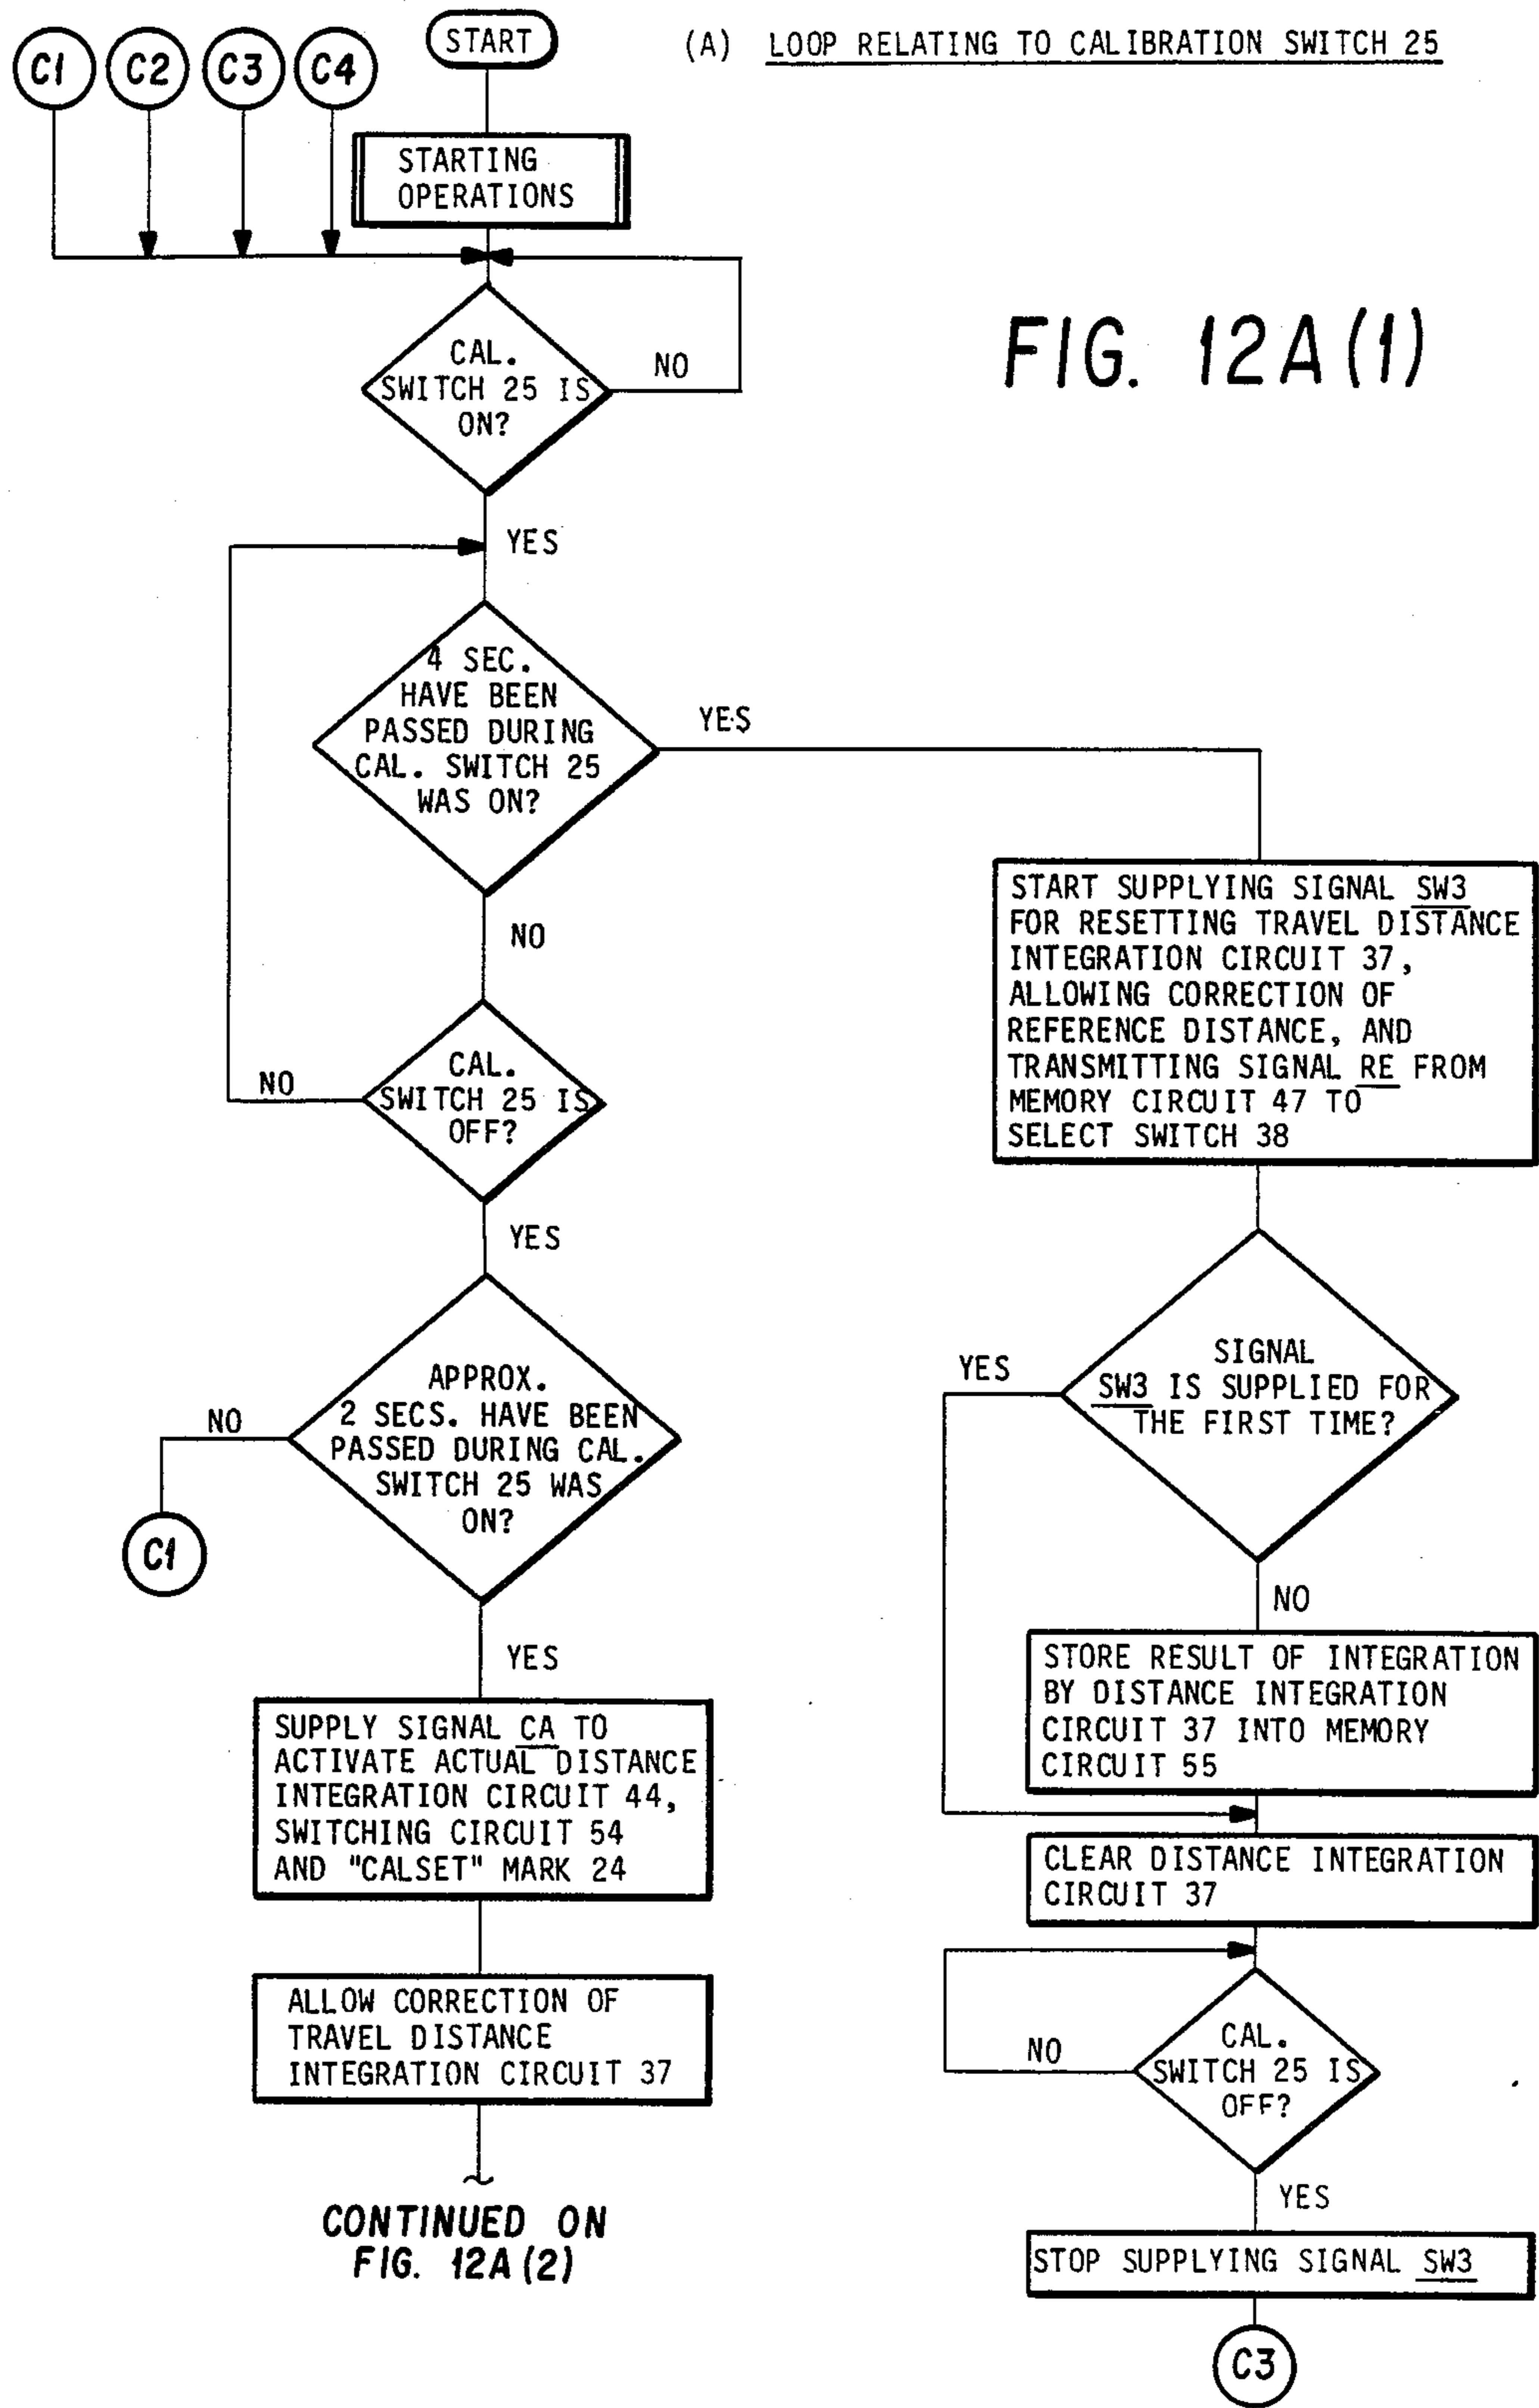 C1 C2 C3 C4
START
(A) LOOP RELATING TO CALIBRATION SWITCH 25
STARTING
OPERATIONS
FIG. 12A(1)
CAL.
SWITCH 25 IS
ON?
NO
YES
4 SEC.
HAVE BEEN
PASSED DURING
CAL. SWITCH 25
WAS ON?
YES
NO
CAL.
SWITCH 25 IS
OFF?
NO
YES
APPROX.
2 SECS. HAVE BEEN
PASSED DURING CAL.
SWITCH 25 WAS
ON?
NO
C1
YES
SUPPLY SIGNAL CA TO
ACTIVATE ACTUAL DISTANCE
INTEGRATION CIRCUIT 44,
SWITCHING CIRCUIT 54
AND "CALSET" MARK 24
ALLOW CORRECTION OF
TRAVEL DISTANCE
INTEGRATION CIRCUIT 37
CONTINUED ON
FIG. 12A(2)
START SUPPLYING SIGNAL SW3
FOR RESETTING TRAVEL DISTANCE
INTEGRATION CIRCUIT 37,
ALLOWING CORRECTION OF
REFERENCE DISTANCE, AND
TRANSMITTING SIGNAL RE FROM
MEMORY CIRCUIT 47 TO
SELECT SWITCH 38
SIGNAL
SW3 IS SUPPLIED FOR
THE FIRST TIME?
YES
NO
STORE RESULT OF INTEGRATION
BY DISTANCE INTEGRATION
CIRCUIT 37 INTO MEMORY
CIRCUIT 55
CLEAR DISTANCE INTEGRATION
CIRCUIT 37
CAL.
SWITCH 25 IS
OFF?
NO
YES
STOP SUPPLYING SIGNAL SW3
C3